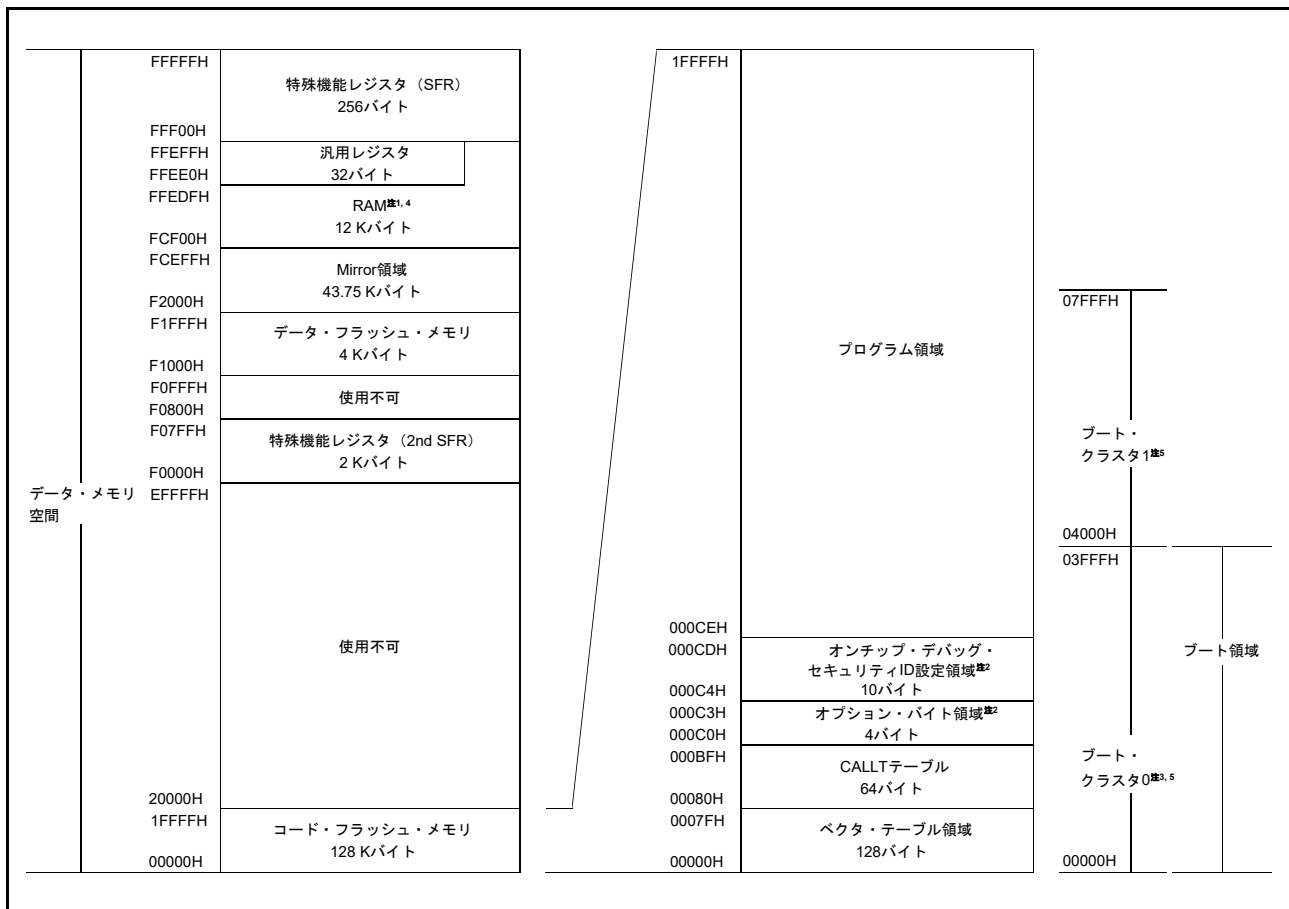 FFFFFH
特殊機能レジスタ（SFR）
256バイト
FFF00H
FFEFFH
汎用レジスタ
32バイト
FFEE0H
FFEDFH
RAM注1, 4
12 Kバイト
FCF00H
FCEFFH
Mirror領域
43.75 Kバイト
F2000H
F1FFFH
データ・フラッシュ・メモリ
4 Kバイト
F1000H
F0FFFH
使用不可
F0800H
F07FFH
特殊機能レジスタ（2nd SFR）
2 Kバイト
F0000H
データ・メモリ
空間
EFFFFH
使用不可
20000H
1FFFFH
コード・フラッシュ・メモリ
128 Kバイト
00000H
1FFFFH
プログラム領域
000CEH
000CDH
オンチップ・デバッグ・
セキュリティID設定領域注2
10バイト
000C4H
000C3H
オプション・バイト領域注2
4バイト
000C0H
000BFH
CALLTテーブル
64バイト
00080H
0007FH
ベクタ・テーブル領域
128バイト
00000H
07FFFH
ブート・
クラスタ1注5
04000H
03FFFH
ブート・
クラスタ0注3, 5
00000H
ブート領域